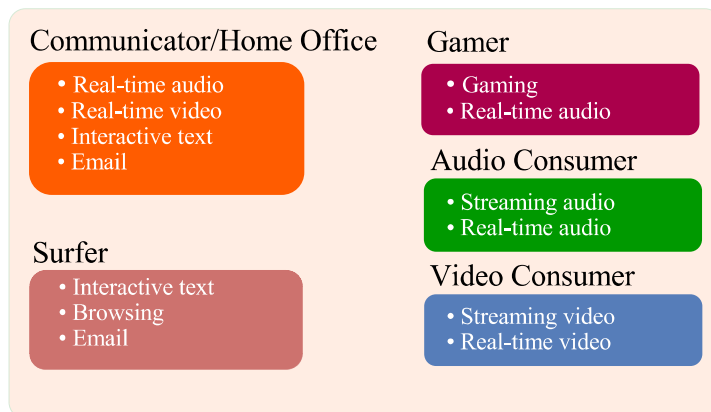 Communicator/Home Office
• Real-time audio
• Real-time video
• Interactive text
• Email
Surfer
• Interactive text
• Browsing
• Email
Gamer
• Gaming
• Real-time audio
Audio Consumer
• Streaming audio
• Real-time audio
Video Consumer
• Streaming video
• Real-time video